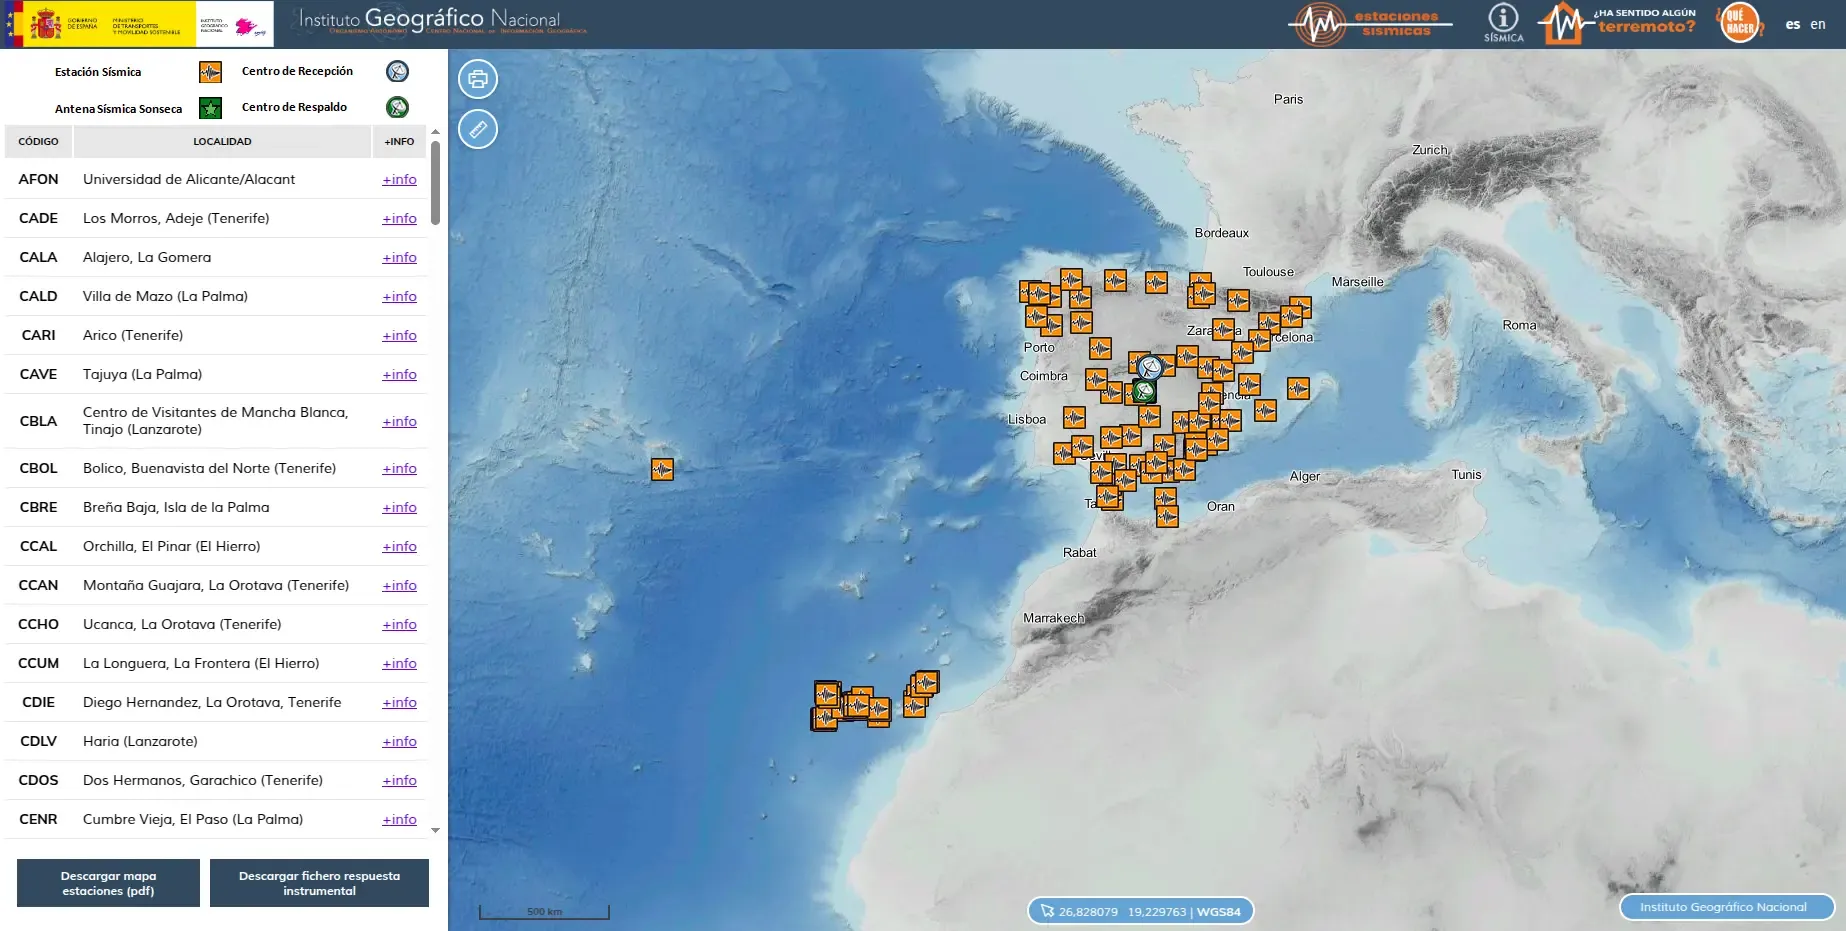 GOBIERNO
DE ESPAÑA
MINISTERIO
DE TRANSPORTES
Y MOVILIDAD SOSTENIBLE
INSTITUTO
GEOGRÁFICO
NACIONAL
Instituto Geográfico Nacional
Organismo Autónomo Centro Nacional de Información Geográfica
estaciones
sísmicas
SÍSMICA
¿HA SENTIDO ALGÚN
terremoto?
¿QUÉ
HACER?
es en
Estación Sísmica
Centro de Recepción
Antena Sísmica Sonseca
Centro de Respaldo
CÓDIGO LOCALIDAD +INFO
AFON Universidad de Alicante/Alacant +info
CADE Los Morros, Adeje (Tenerife) +info
CALA Alajero, La Gomera +info
CALD Villa de Mazo (La Palma) +info
CARI Arico (Tenerife) +info
CAVE Tajuya (La Palma) +info
CBLA Centro de Visitantes de Mancha Blanca,
Tinajo (Lanzarote) +info
CBOL Bolico, Buenavista del Norte (Tenerife) +info
CBRE Breña Baja, Isla de la Palma +info
CCAL Orchilla, El Pinar (El Hierro) +info
CCAN Montaña Guajara, La Orotava (Tenerife) +info
CCHO Ucanca, La Orotava (Tenerife) +info
CCUM La Longuera, La Frontera (El Hierro) +info
CDIE Diego Hernandez, La Orotava, Tenerife +info
CDLV Haria (Lanzarote) +info
CDOS Dos Hermanos, Garachico (Tenerife) +info
CENR Cumbre Vieja, El Paso (La Palma) +info
Descargar mapa
estaciones (pdf)
Descargar fichero respuesta
instrumental
Paris
Zurich
Bordeaux
Toulouse
Marseille
Roma
Porto
Coimbra
Lisboa
Alger
Tunis
Oran
Rabat
Marrakech
500 km
26,828079 19,229763 | WGS84
Instituto Geográfico Nacional